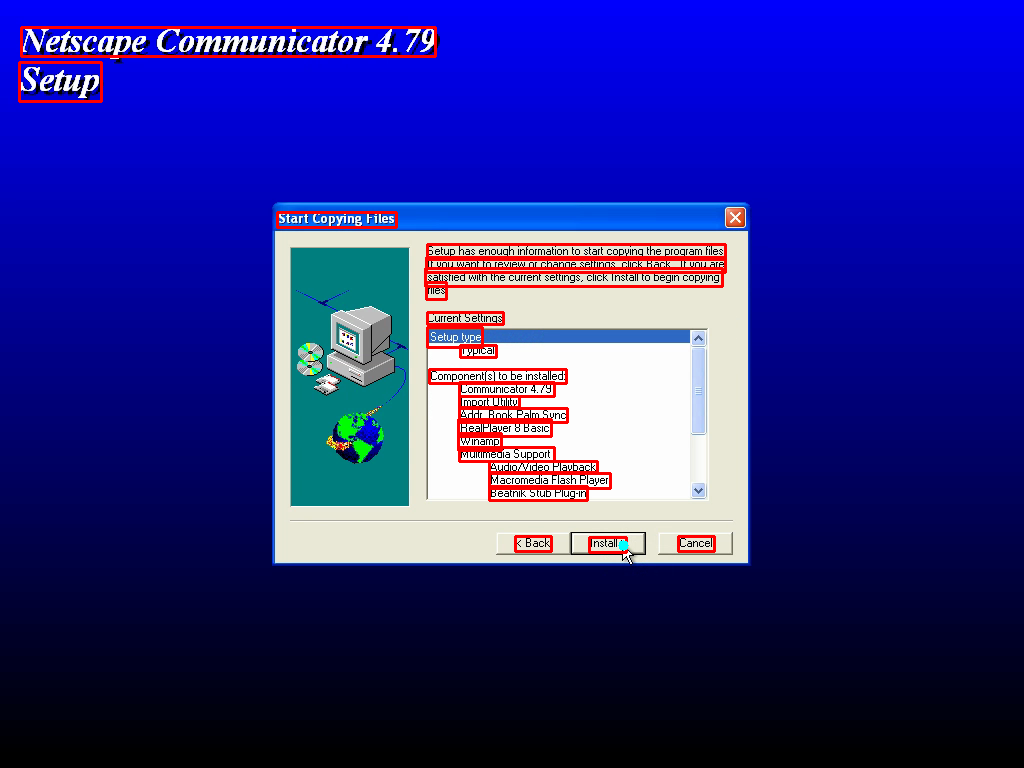 Netscape Communicator 4.79
Setup
Start Copying Files
Setup has enough information to start copying the program files.
If you want to review or change settings, click Back. If you are
satisfied with the current settings, click Install to begin copying
files.
Current Settings:
Setup type
Typical
Component(s) to be installed:
Communicator 4.79
Import Utility
Addr. Book Palm Sync
RealPlayer 8 Basic
Winamp
Multimedia Support
Audio/Video Playback
Macromedia Flash Player
Beatnik Stub Plug-in
< Back
Install
Cancel